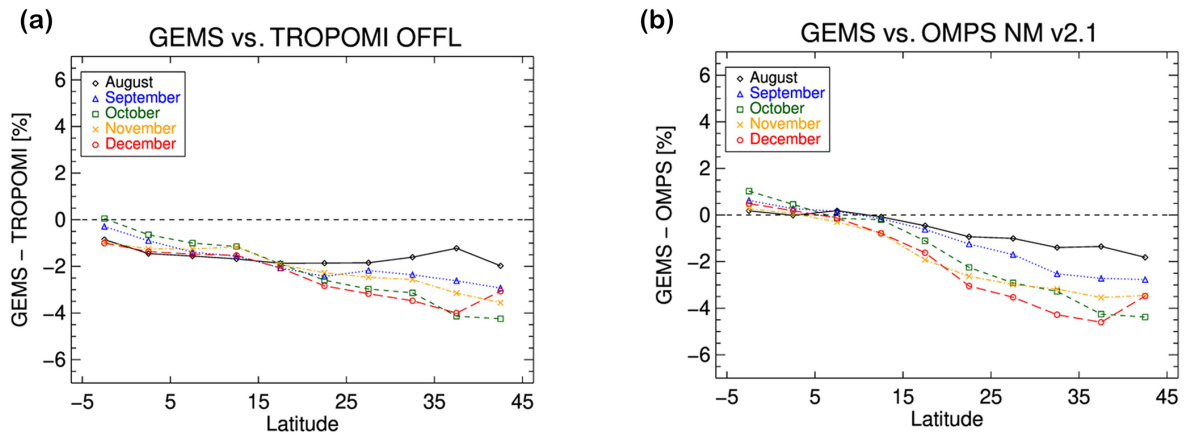 (a)
GEMS vs. TROPOMI OFFL
GEMS − TROPOMI [%]
6
4
2
0
−2
−4
−6
August
September
October
November
December
−5
5
15
25
35
45
Latitude
(b)
GEMS vs. OMPS NM v2.1
GEMS − OMPS [%]
6
4
2
0
−2
−4
−6
August
September
October
November
December
−5
5
15
25
35
45
Latitude